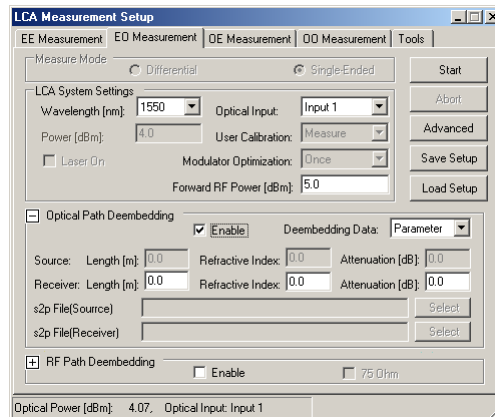 LCA Measurement Setup
EE Measurement EO Measurement OE Measurement OO Measurement Tools
Measure Mode
Differential Single-Ended Start
LCA System Settings
Wavelength [nm]: 1550 Optical Input: Input 1 Abort
Power [dBm]: 4.0 User Calibration: Measure Advanced
Laser On Modulator Optimization: Once Save Setup
Forward RF Power [dBm]: 5.0 Load Setup
Optical Path Deembedding
Enable Deembedding Data: Parameter
Source: Length [m]: 0.0 Refractive Index: 0.0 Attenuation [dB]: 0.0
Receiver: Length [m]: 0.0 Refractive Index: 0.0 Attenuation [dB]: 0.0
s2p File(Sourrce) Select
s2p File(Receiver) Select
RF Path Deembedding
Enable 75 Ohm
Optical Power [dBm]: 4.07, Optical Input: Input 1